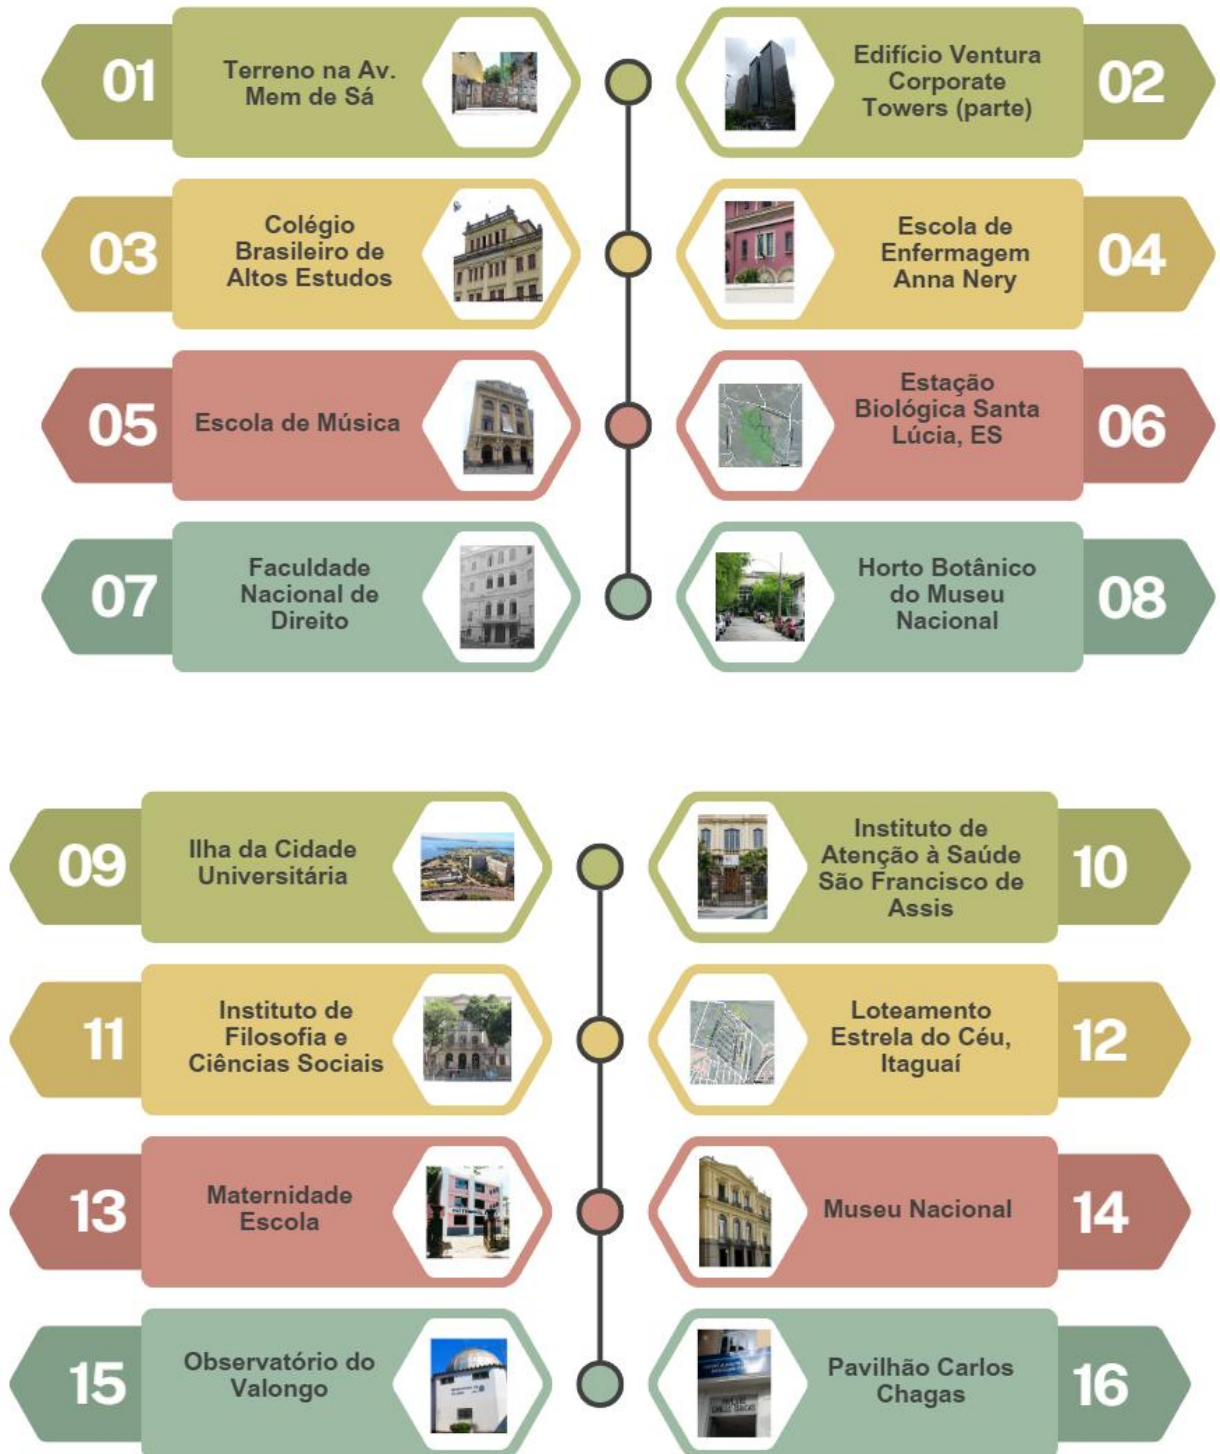 01
Terreno na Av.
Mem de Sá
Edifício Ventura
Corporate
Towers (parte)
02
03
Colégio
Brasileiro de
Altos Estudos
Escola de
Enfermagem
Anna Nery
04
05
Escola de Música
Estação
Biológica Santa
Lúcia, ES
06
07
Faculdade
Nacional de
Direito
Horto Botânico
do Museu
Nacional
08
09
Ilha da Cidade
Universitária
Instituto de
Atenção à Saúde
São Francisco de
Assis
10
11
Instituto de
Filosofia e
Ciências Sociais
Loteamento
Estrela do Céu,
Itaguaí
12
13
Maternidade
Escola
Museu Nacional
14
15
Observatório do
Valongo
PAVILHÃO
CARLOS CHAGAS
Pavilhão Carlos
Chagas
16